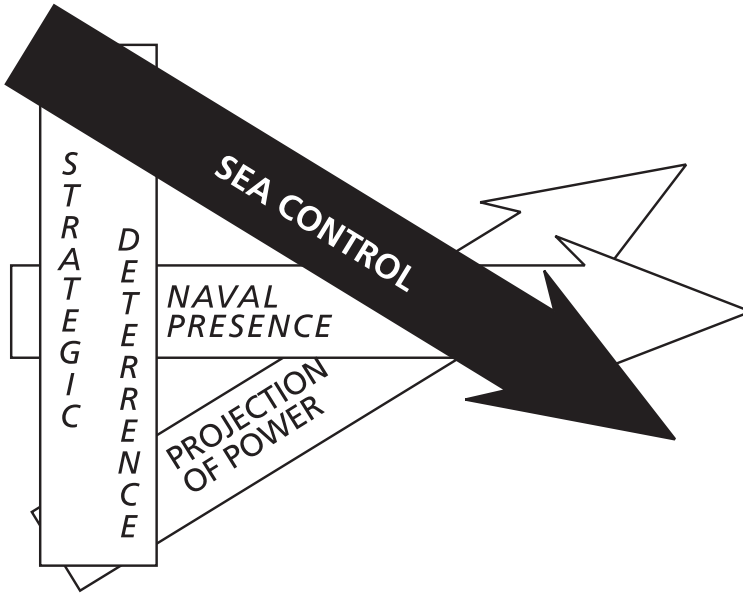 STRATEGIC
DETERRENCE
SEA CONTROL
NAVAL
PRESENCE
PROJECTION
OF POWER